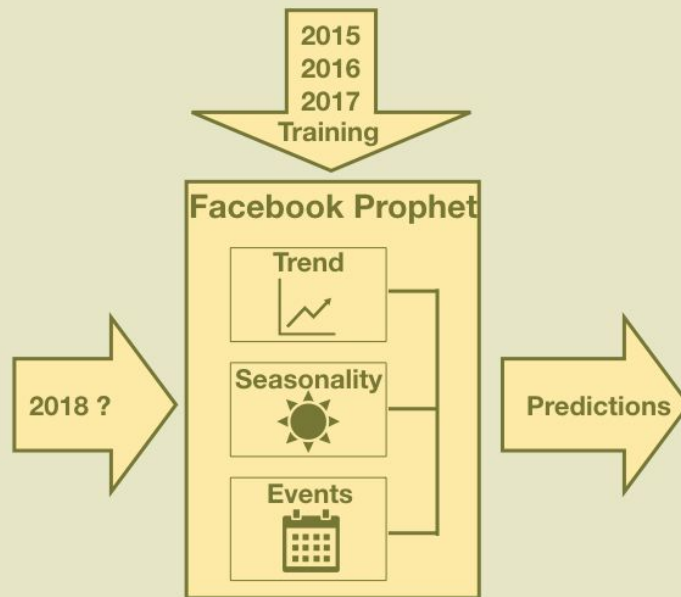 2015
2016
2017
Training
Facebook Prophet
Trend
Seasonality
Events
2018 ?
Predictions